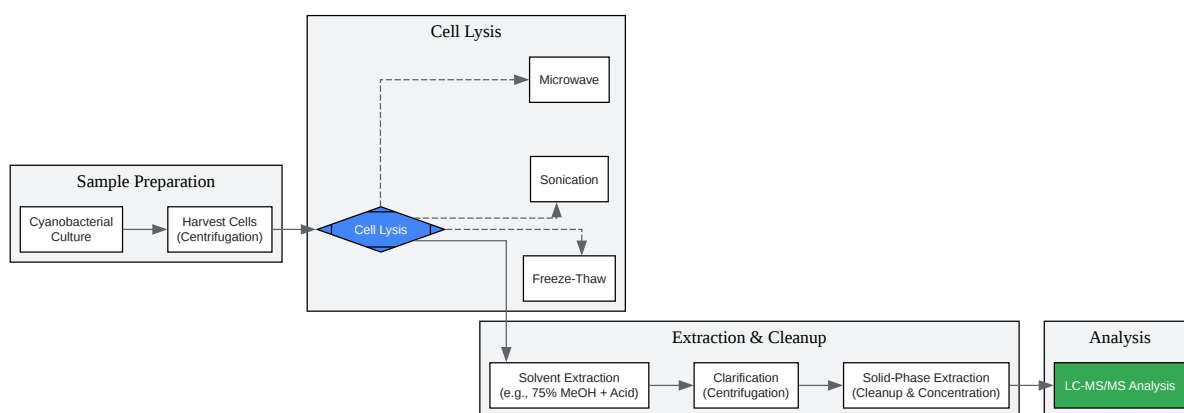 Sample Preparation
Cyanobacterial
Culture
Harvest Cells
(Centrifugation)
Cell Lysis
Cell Lysis
Microwave
Sonication
Freeze-Thaw
Extraction & Cleanup
Solvent Extraction
(e.g., 75% MeOH + Acid)
Clarification
(Centrifugation)
Solid-Phase Extraction
(Cleanup & Concentration)
Analysis
LC-MS/MS Analysis